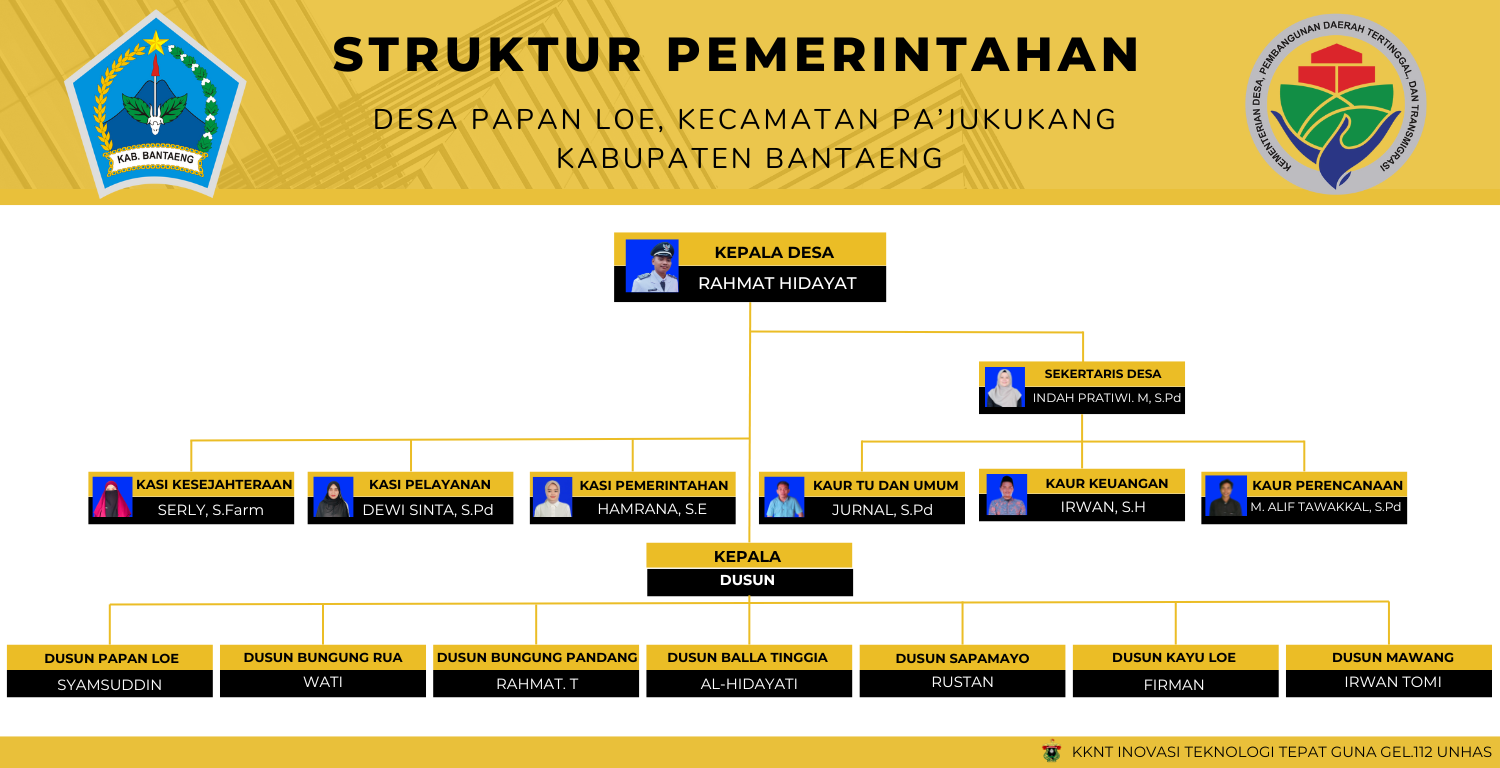 STRUKTUR PEMERINTAHAN
DESA PAPAN LOE, KECAMATAN PA’JUKUKANG
KABUPATEN BANTAENG
KAB. BANTAENG
KEMENTERIAN DESA, PEMBANGUNAN DAERAH TERTINGGAL, DAN TRANSMIGRASI
KEPALA DESA
RAHMAT HIDAYAT
SEKERTARIS DESA
INDAH PRATIWI. M, S.Pd
KASI KESEJAHTERAAN
SERLY, S.Farm
KASI PELAYANAN
DEWI SINTA, S.Pd
KASI PEMERINTAHAN
HAMRANA, S.E
KAUR TU DAN UMUM
JURNAL, S.Pd
KAUR KEUANGAN
IRWAN, S.H
KAUR PERENCANAAN
M. ALIF TAWAKKAL, S.Pd
KEPALA
DUSUN
DUSUN PAPAN LOE
SYAMSUDDIN
DUSUN BUNGUNG RUA
WATI
DUSUN BUNGUNG PANDANG
RAHMAT. T
DUSUN BALLA TINGGIA
AL-HIDAYATI
DUSUN SAPAMAYO
RUSTAN
DUSUN KAYU LOE
FIRMAN
DUSUN MAWANG
IRWAN TOMI
KKNT INOVASI TEKNOLOGI TEPAT GUNA GEL.112 UNHAS